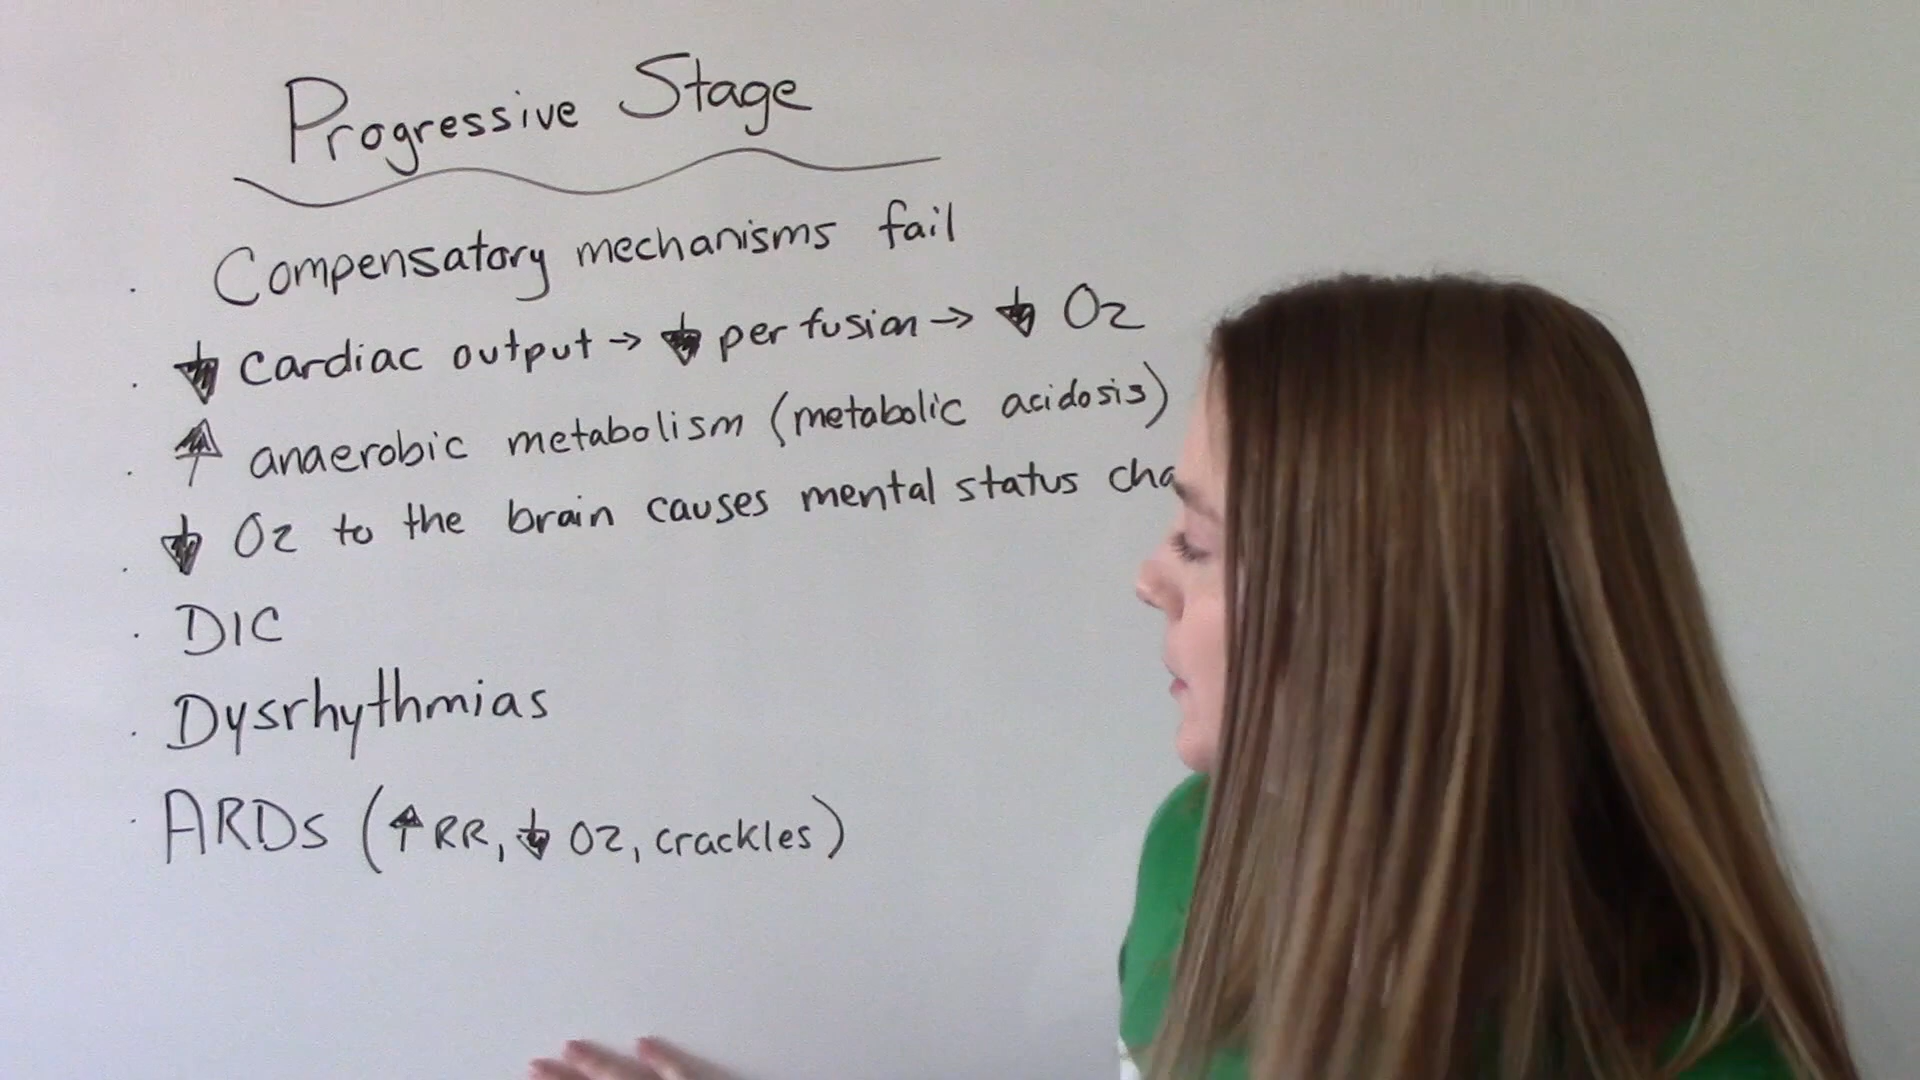 Progressive Stage
· Compensatory mechanisms fail
· ↓ Cardiac output → ↓ perfusion → ↓ O2
· ↑ anaerobic metabolism (metabolic acidosis)
· ↓ O2 to the brain causes mental status
· DIC
· Dysrhythmias
· ARDs (↑ RR, ↓ O2, crackles)